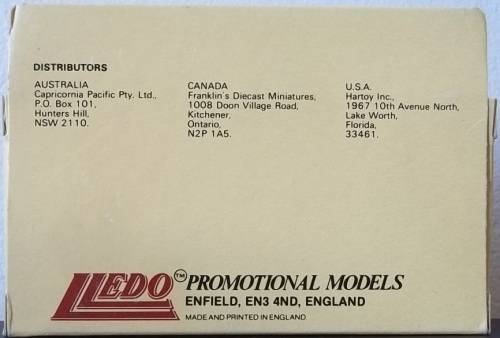 DISTRIBUTORS
AUSTRALIA
Capricornia Pacific Pty. Ltd.,
P.O. Box 101,
Hunters Hill,
NSW 2110.
CANADA
Franklin's Diecast Miniatures,
1008 Doon Village Road,
Kitchener,
Ontario,
N2P 1A5.
U.S.A.
Hartoy Inc.,
1967 10th Avenue North,
Lake Worth,
Florida,
33461.
LLEDO™ PROMOTIONAL MODELS
ENFIELD, EN3 4ND, ENGLAND
MADE AND PRINTED IN ENGLAND